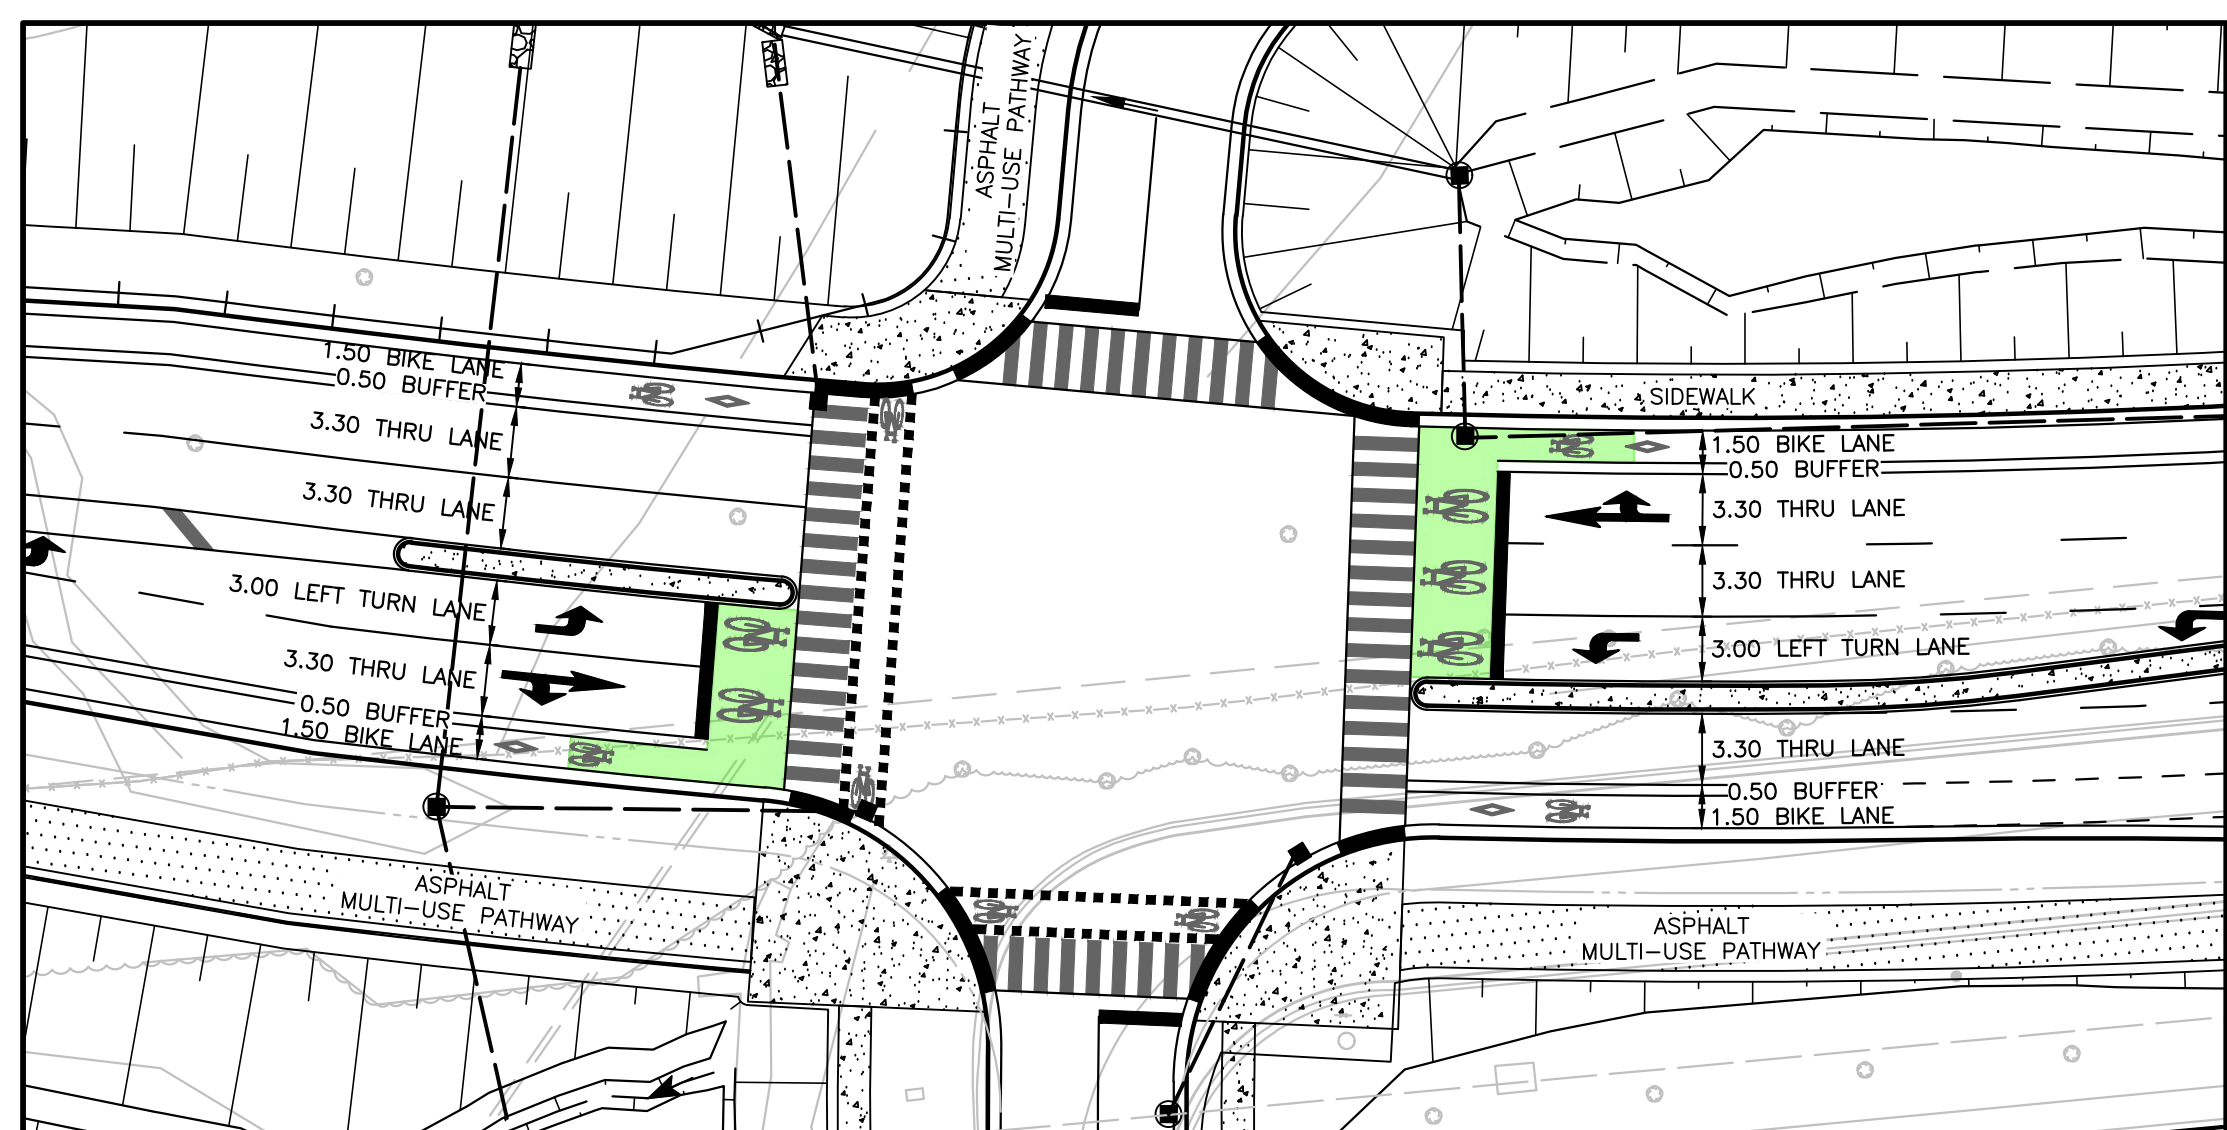 ASPHALT
MULTI-USE PATHWAY
1.50 BIKE LANE
0.50 BUFFER
3.30 THRU LANE
3.30 THRU LANE
3.00 LEFT TURN LANE
3.30 THRU LANE
0.50 BUFFER
1.50 BIKE LANE
SIDEWALK
1.50 BIKE LANE
0.50 BUFFER
3.30 THRU LANE
3.30 THRU LANE
3.00 LEFT TURN LANE
3.30 THRU LANE
0.50 BUFFER
1.50 BIKE LANE
ASPHALT
MULTI-USE PATHWAY
ASPHALT
MULTI-USE PATHWAY